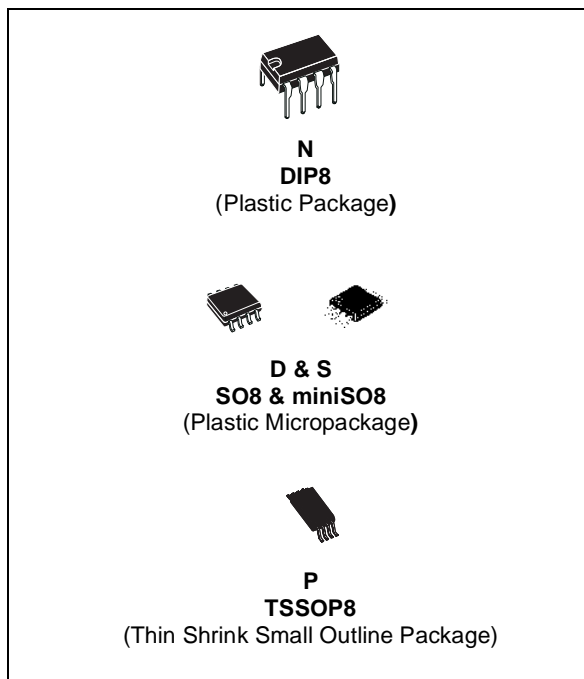 N
DIP8
(Plastic Package)
D & S
SO8 & miniSO8
(Plastic Micropackage)
P
TSSOP8
(Thin Shrink Small Outline Package)